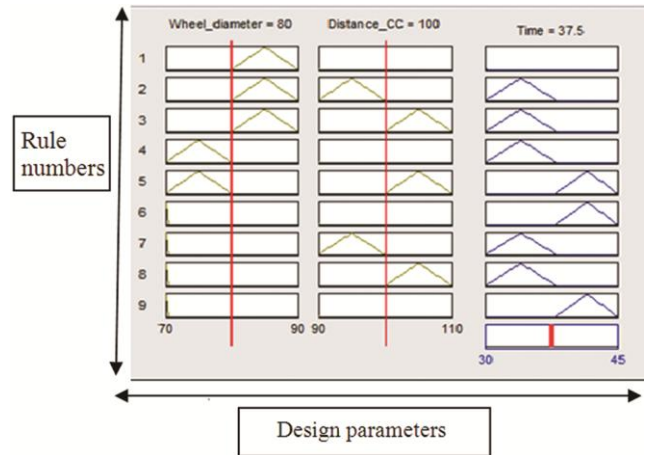 Wheel_diameter = 80
Distance_CC = 100
Time = 37.5
1
2
3
4
5
6
7
8
9
Rule
numbers
70
90
90
110
30
45
Design parameters